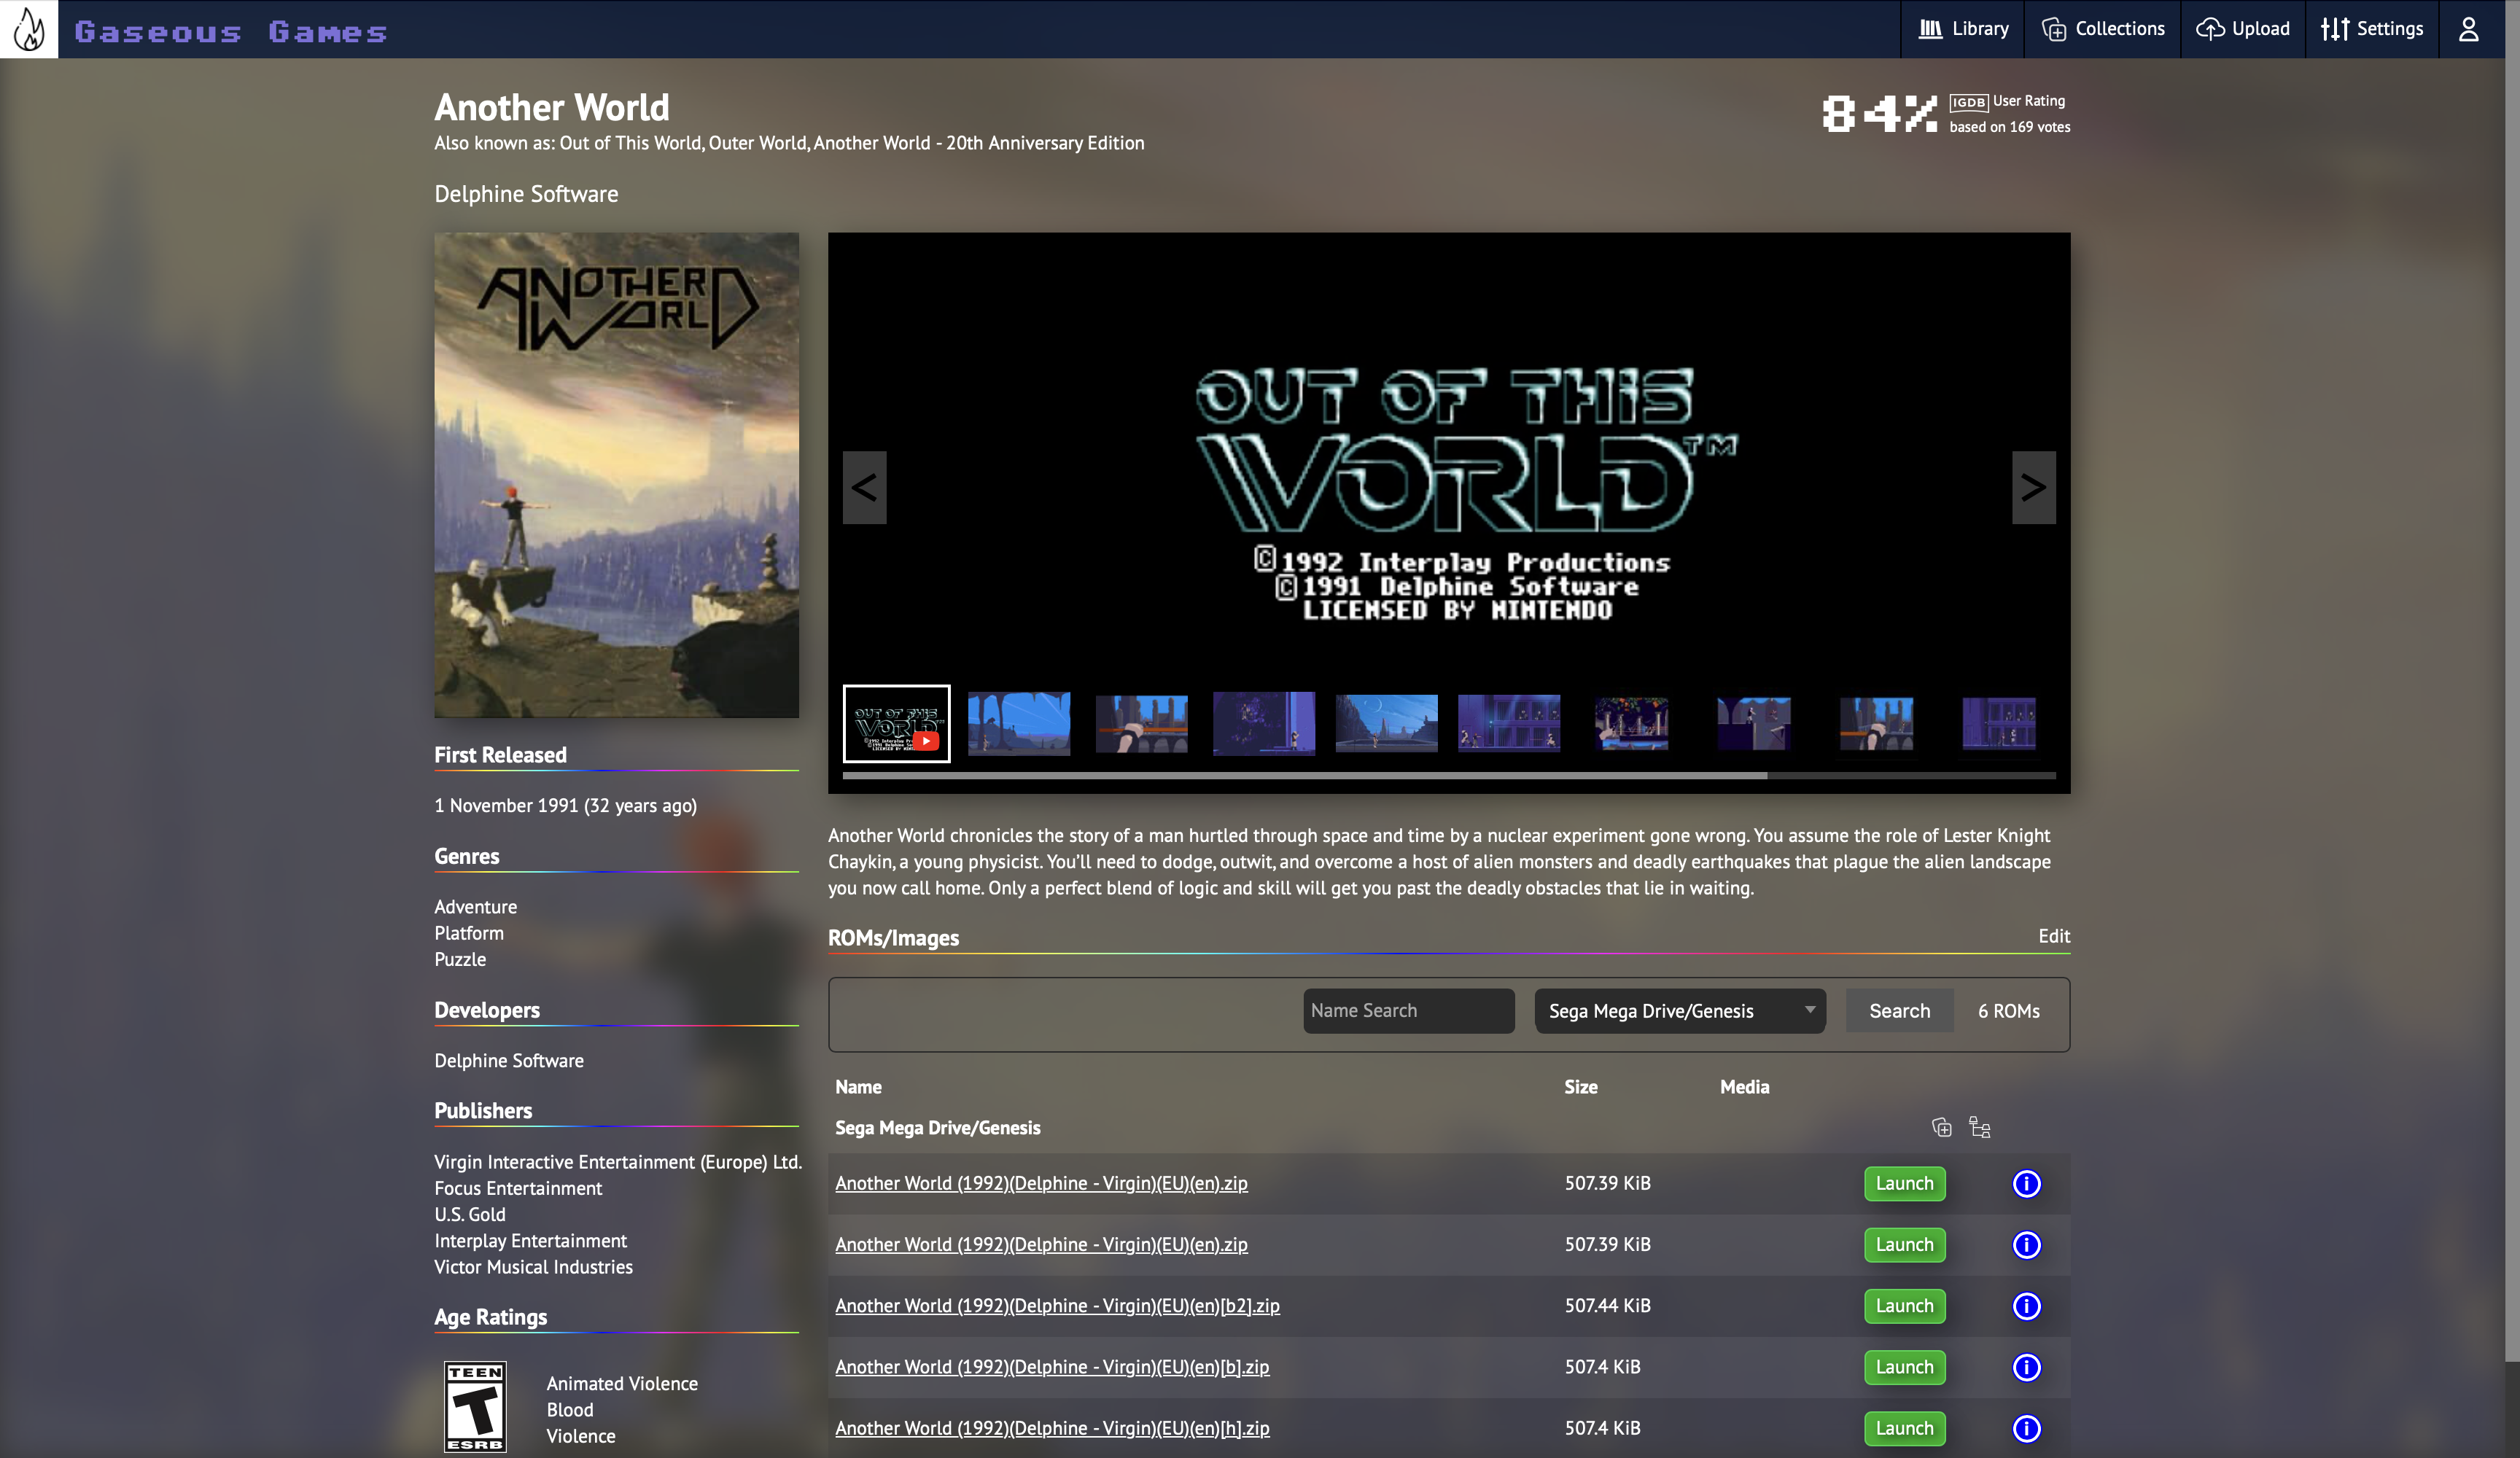 Gaseous Games
Library
Collections
Upload
Settings
Another World
Also known as: Out of This World, Outer World, Another World - 20th Anniversary Edition
84%
IGDB User Rating
based on 169 votes
Delphine Software
ANOTHER
WORLD
OUT OF THIS
WORLD™
©1992 Interplay Productions
©1991 Delphine Software
LICENSED BY NINTENDO
<
>
OUT OF THIS
WORLD
First Released
1 November 1991 (32 years ago)
Genres
Adventure
Platform
Puzzle
Developers
Delphine Software
Publishers
Virgin Interactive Entertainment (Europe) Ltd.
Focus Entertainment
U.S. Gold
Interplay Entertainment
Victor Musical Industries
Age Ratings
TEEN
T
ESRB
Animated Violence
Blood
Violence
Another World chronicles the story of a man hurtled through space and time by a nuclear experiment gone wrong. You assume the role of Lester Knight
Chaykin, a young physicist. You'll need to dodge, outwit, and overcome a host of alien monsters and deadly earthquakes that plague the alien landscape
you now call home. Only a perfect blend of logic and skill will get you past the deadly obstacles that lie in waiting.
ROMs/Images
Edit
Name Search
Sega Mega Drive/Genesis
Search
6 ROMs
Name Size Media
Sega Mega Drive/Genesis
Another World (1992)(Delphine - Virgin)(EU)(en).zip 507.39 KiB Launch i
Another World (1992)(Delphine - Virgin)(EU)(en).zip 507.39 KiB Launch i
Another World (1992)(Delphine - Virgin)(EU)(en)[b2].zip 507.44 KiB Launch i
Another World (1992)(Delphine - Virgin)(EU)(en)[b].zip 507.4 KiB Launch i
Another World (1992)(Delphine - Virgin)(EU)(en)[h].zip 507.4 KiB Launch i